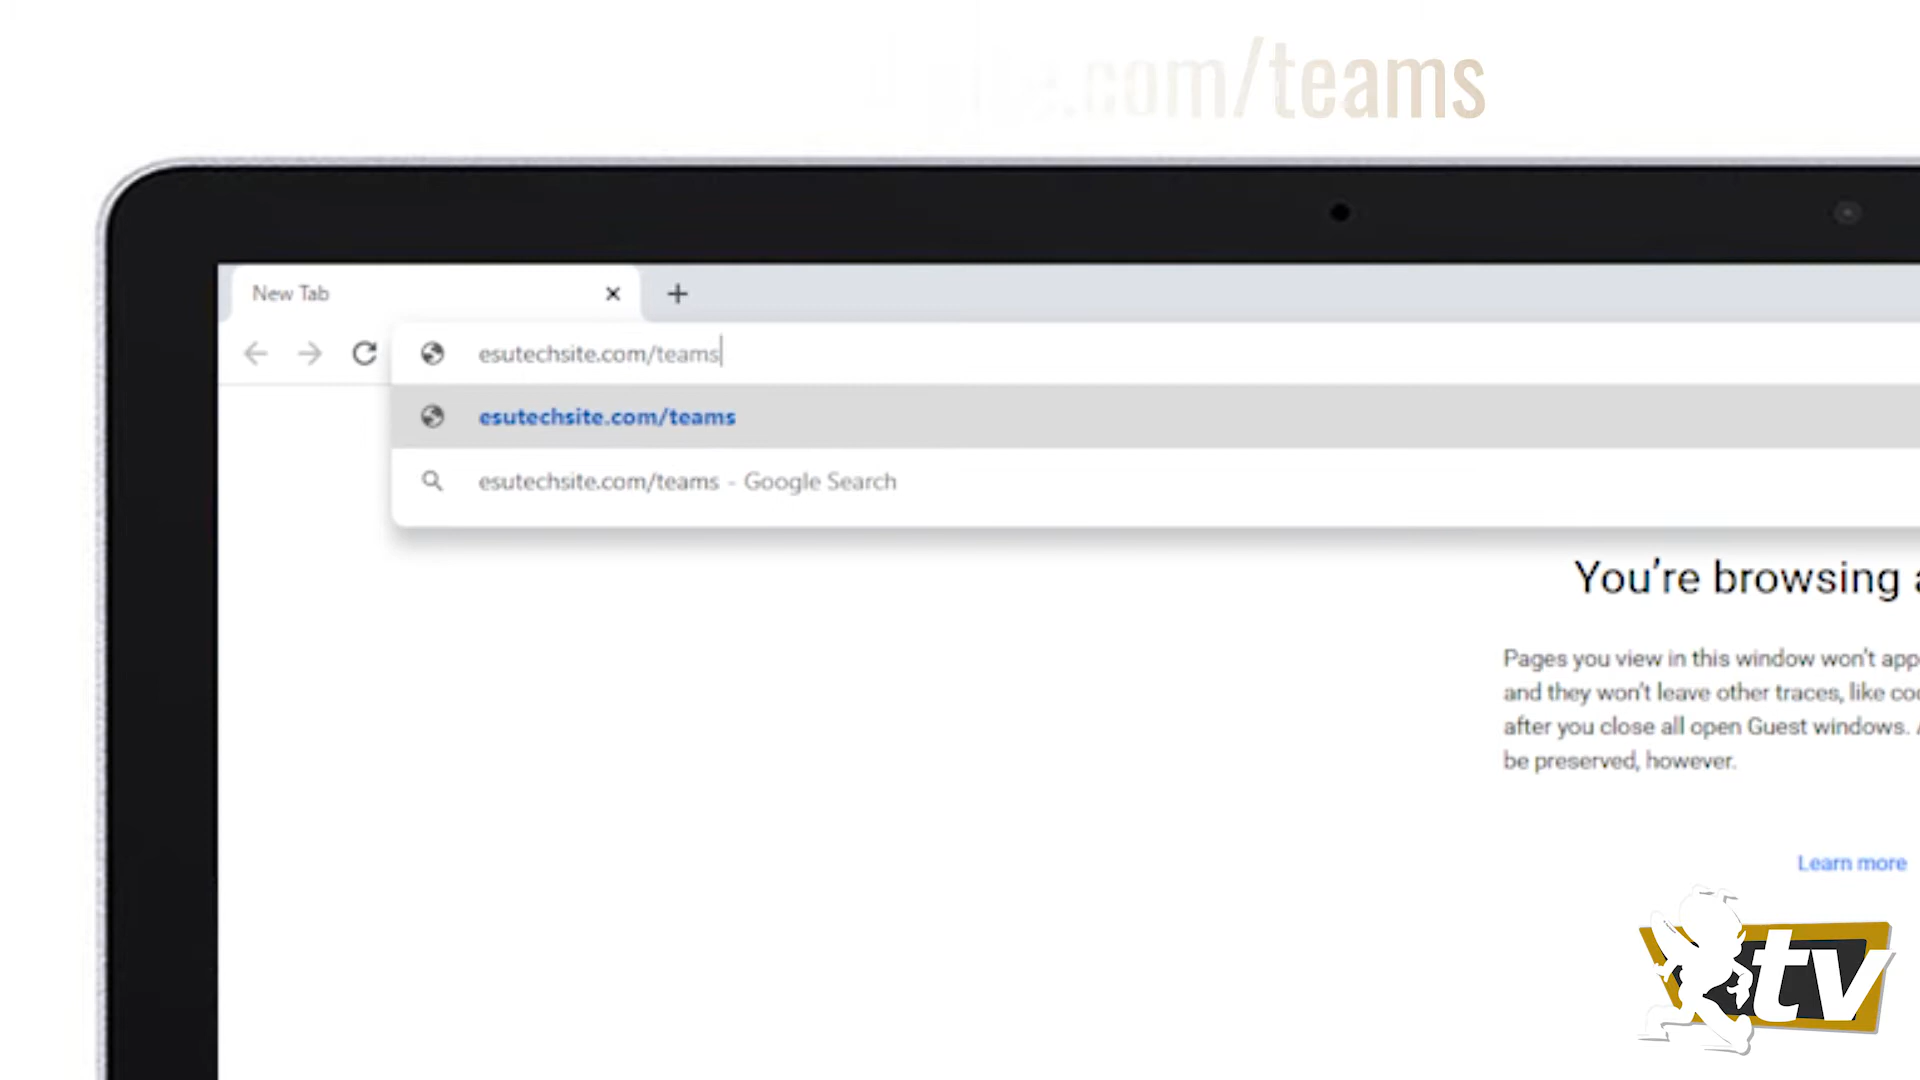 .com/teams
New Tab
esutechsite.com/teams
esutechsite.com/teams
esutechsite.com/teams - Google Search
You're browsing
Pages you view in this window won't
and they won't leave other traces, like
after you close all open Guest windows.
be preserved, however.
Learn more
tv